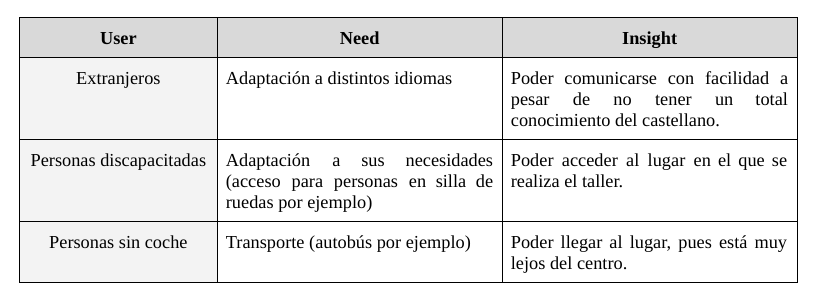 User Need Insight
Extranjeros
Adaptación a distintos idiomas
Poder comunicarse con facilidad a
pesar de no tener un total
conocimiento del castellano.
Personas discapacitadas
Adaptación a sus necesidades
(acceso para personas en silla de
ruedas por ejemplo)
Poder acceder al lugar en el que se
realiza el taller.
Personas sin coche
Transporte (autobús por ejemplo)
Poder llegar al lugar, pues está muy
lejos del centro.